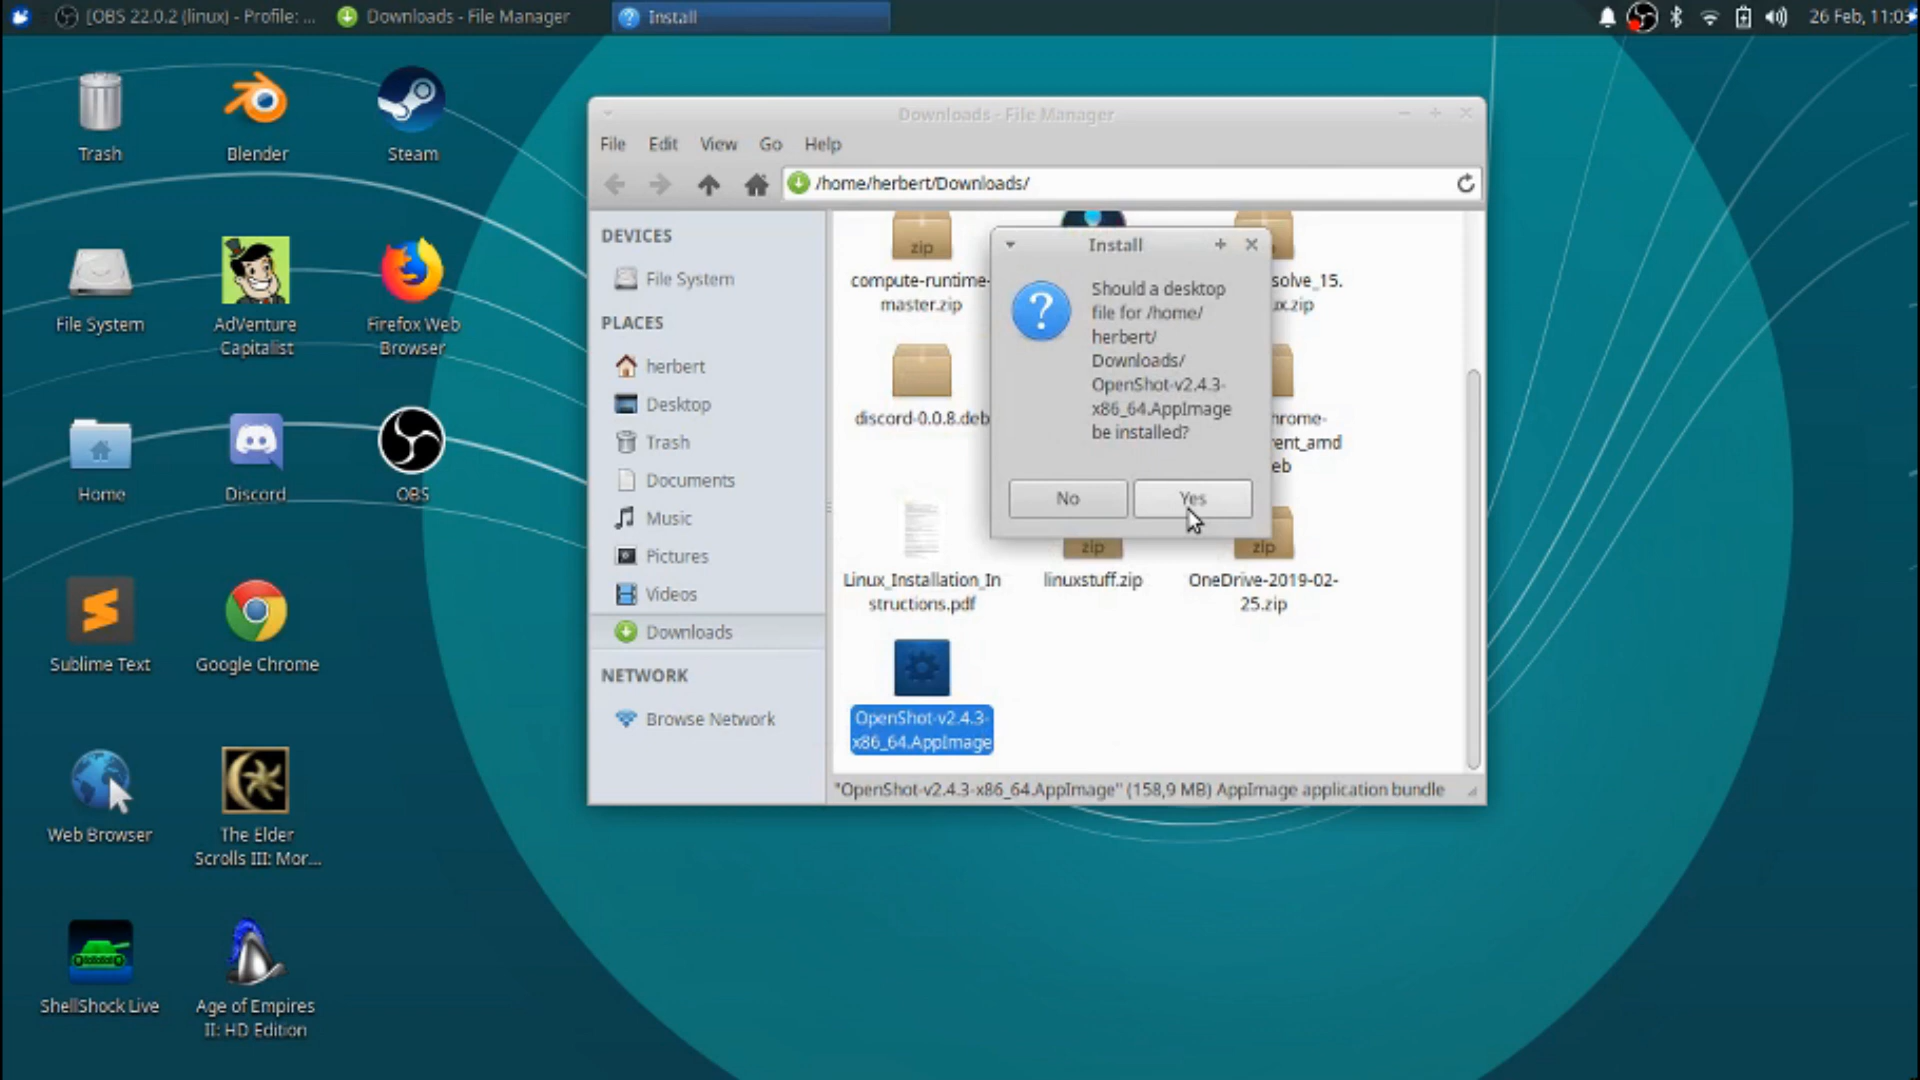 [OBS 22.0.2 (linux) - Profile: ...
Downloads - File Manager
Install
26 Feb, 11:03
Trash
Blender
Steam
File System
AdVenture
Capitalist
Firefox Web
Browser
Home
Discord
OBS
Sublime Text
Google Chrome
Web Browser
The Elder
Scrolls III: Mor...
ShellShock Live
Age of Empires
II: HD Edition
Downloads - File Manager
File Edit View Go Help
/home/herbert/Downloads/
DEVICES
File System
PLACES
herbert
Desktop
Trash
Documents
Music
Pictures
Videos
Downloads
NETWORK
Browse Network
zip
compute-runtime-
master.zip
solve_15.
ux.zip
discord-0.0.8.deb
hrome-
ent_amd
eb
Linux_Installation_In
structions.pdf
zip
linuxstuff.zip
zip
OneDrive-2019-02-
25.zip
OpenShot-v2.4.3-
x86_64.AppImage
"OpenShot-v2.4.3-x86_64.AppImage" (158,9 MB) AppImage application bundle
Install
Should a desktop
file for /home/
herbert/
Downloads/
OpenShot-v2.4.3-
x86_64.AppImage
be installed?
No
Yes